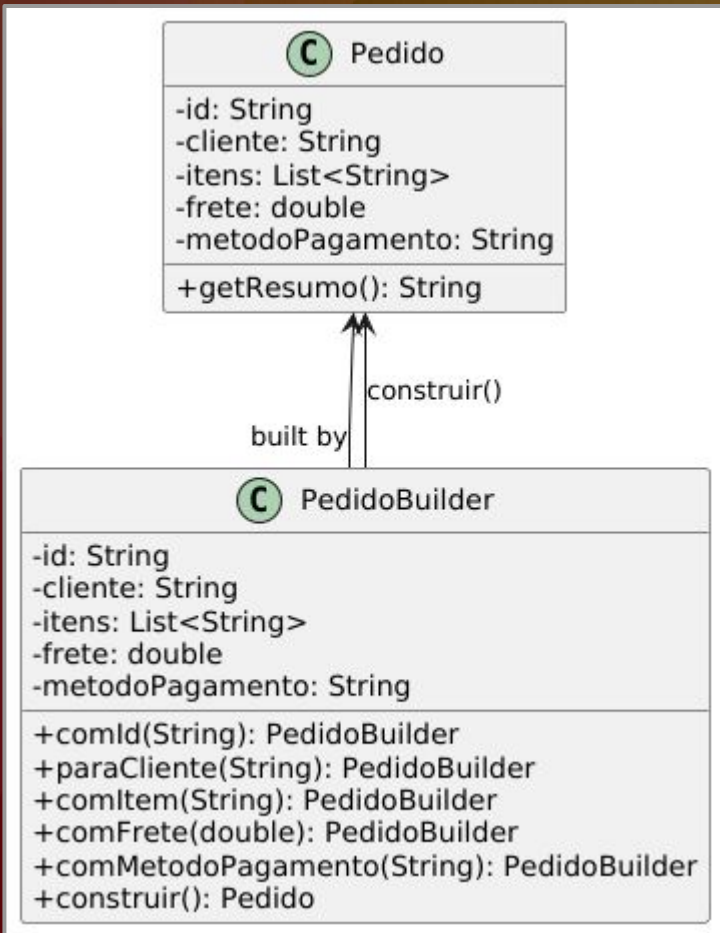 C Pedido
-id: String
-cliente: String
-itens: List<String>
-frete: double
-metodoPagamento: String
+getResumo(): String
construir()
built by
C PedidoBuilder
-id: String
-cliente: String
-itens: List<String>
-frete: double
-metodoPagamento: String
+comId(String): PedidoBuilder
+paraCliente(String): PedidoBuilder
+comItem(String): PedidoBuilder
+comFrete(double): PedidoBuilder
+comMetodoPagamento(String): PedidoBuilder
+construir(): Pedido